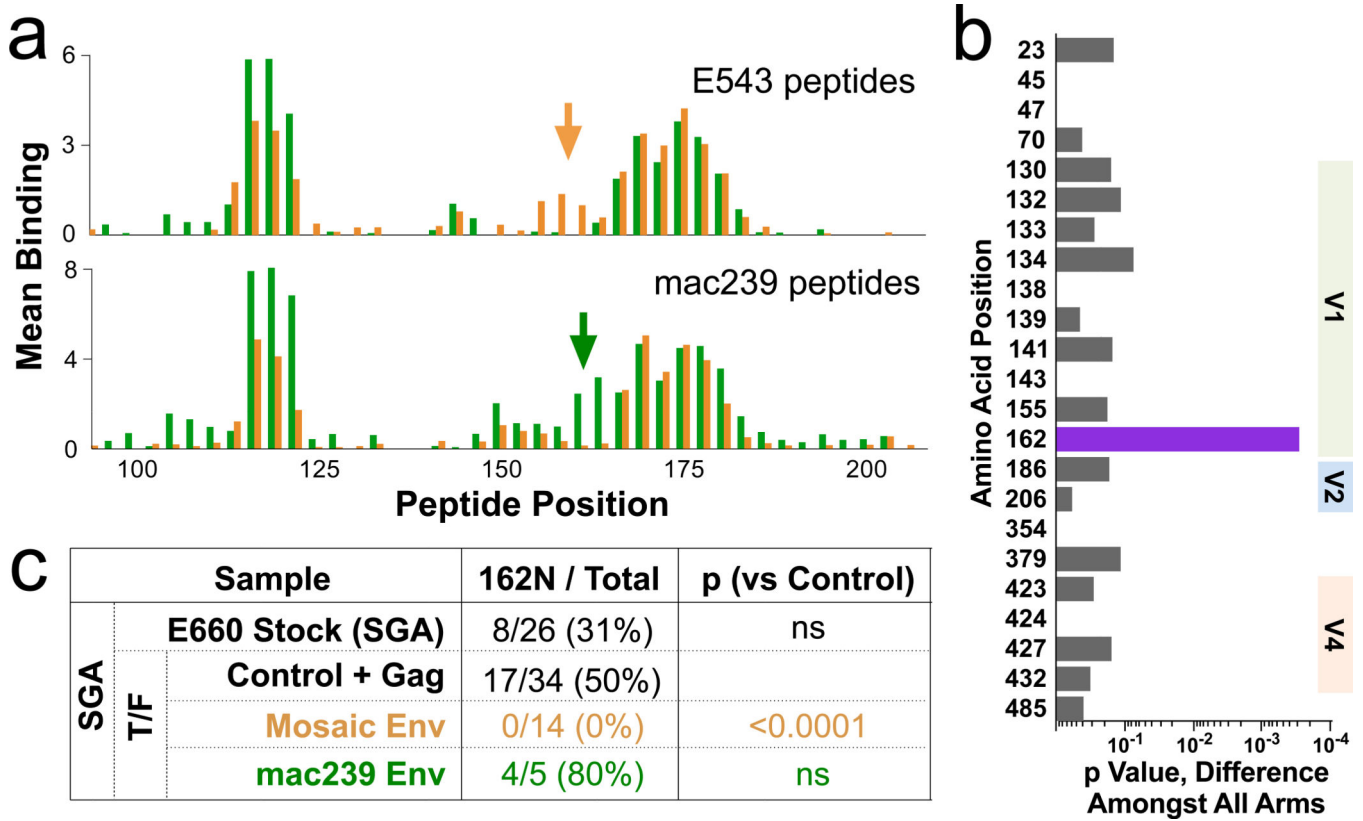 a
6
3
0
E543 peptides
8
4
0
mac239 peptides
Mean Binding
100 125 150 175 200
Peptide Position
b
23
45
47
70
130
132
133
134
138
139
141
143
155
162
186
206
354
379
423
424
427
432
485
Amino Acid Position
V1
V2
V4
10-1 10-2 10-3 10-4
p Value, Difference
Amongst All Arms
c
Sample 162N / Total p (vs Control)
SGA
T/F
E660 Stock (SGA) 8/26 (31%) ns
Control + Gag 17/34 (50%)
Mosaic Env 0/14 (0%) <0.0001
mac239 Env 4/5 (80%) ns